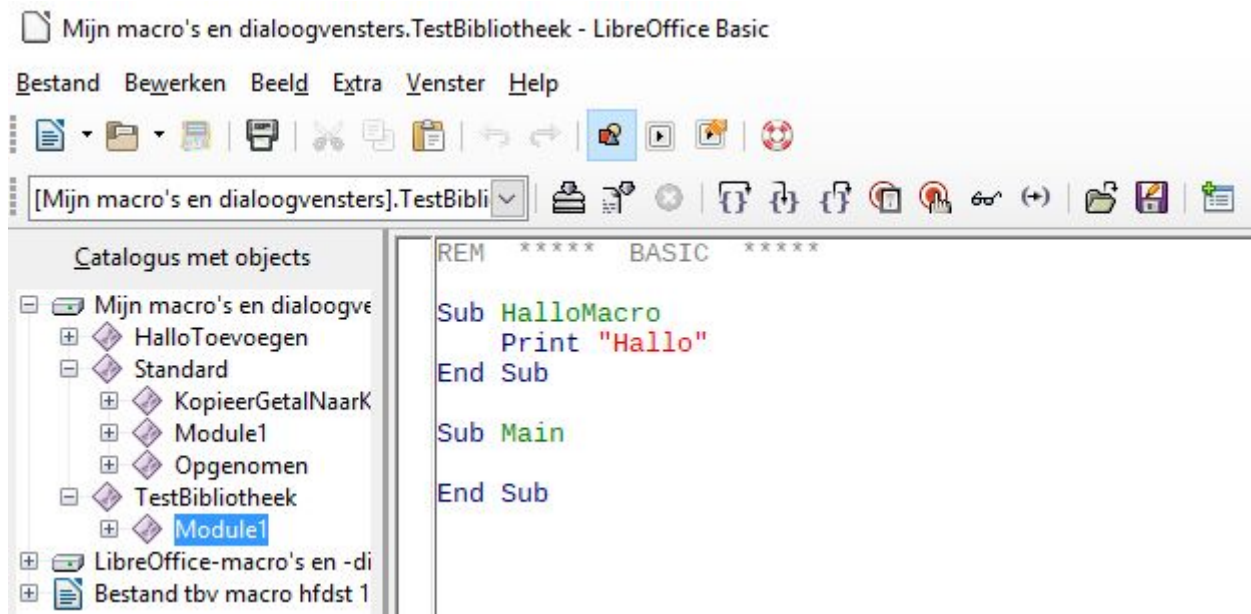 Mijn macro's en dialoogvensters.TestBibliotheek - LibreOffice Basic
Bestand Bewerken Beeld Extra Venster Help
[Mijn macro's en dialoogvensters].TestBibli
Catalogus met objects
Mijn macro's en dialoogve
HalloToevoegen
Standard
KopieerGetalNaarK
Module1
Opgenomen
TestBibliotheek
Module1
LibreOffice-macro's en -di
Bestand tbv macro hfdst 1
REM ***** BASIC *****
Sub HalloMacro
Print "Hallo"
End Sub
Sub Main
End Sub